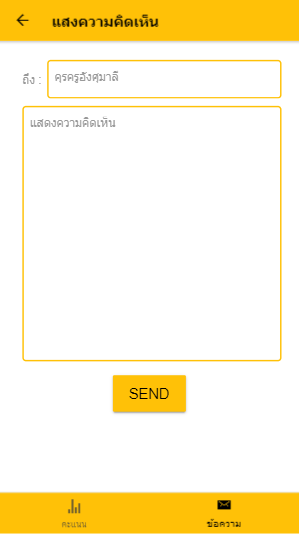 แสงความคิดเห็น
ถึง :
คุรครูอังศุมาลี
แสดงความคิดเห้น
SEND
คะแนน
ข้อความ